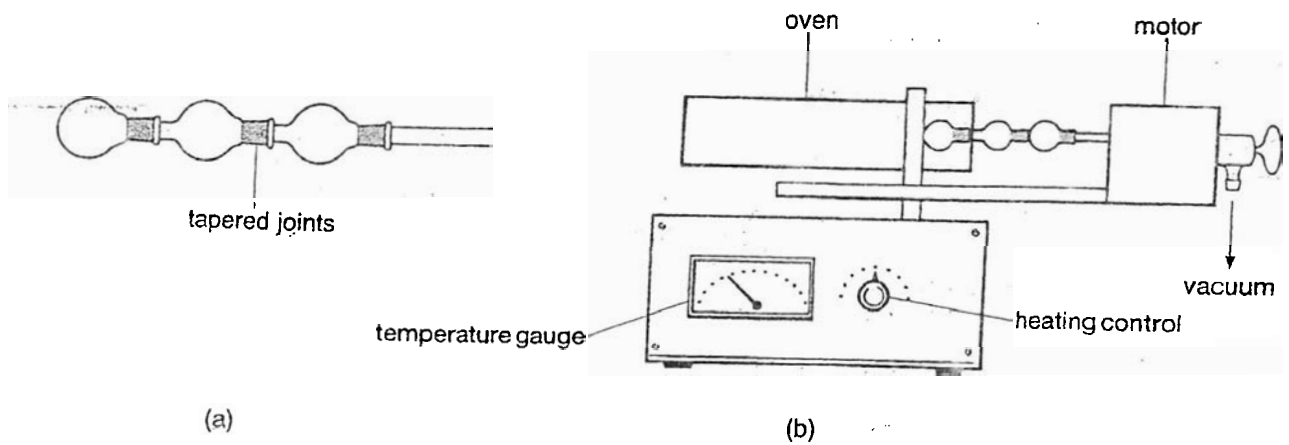 oven
motor
tapered joints
vacuum
temperature gauge
heating control
(a)
(b)